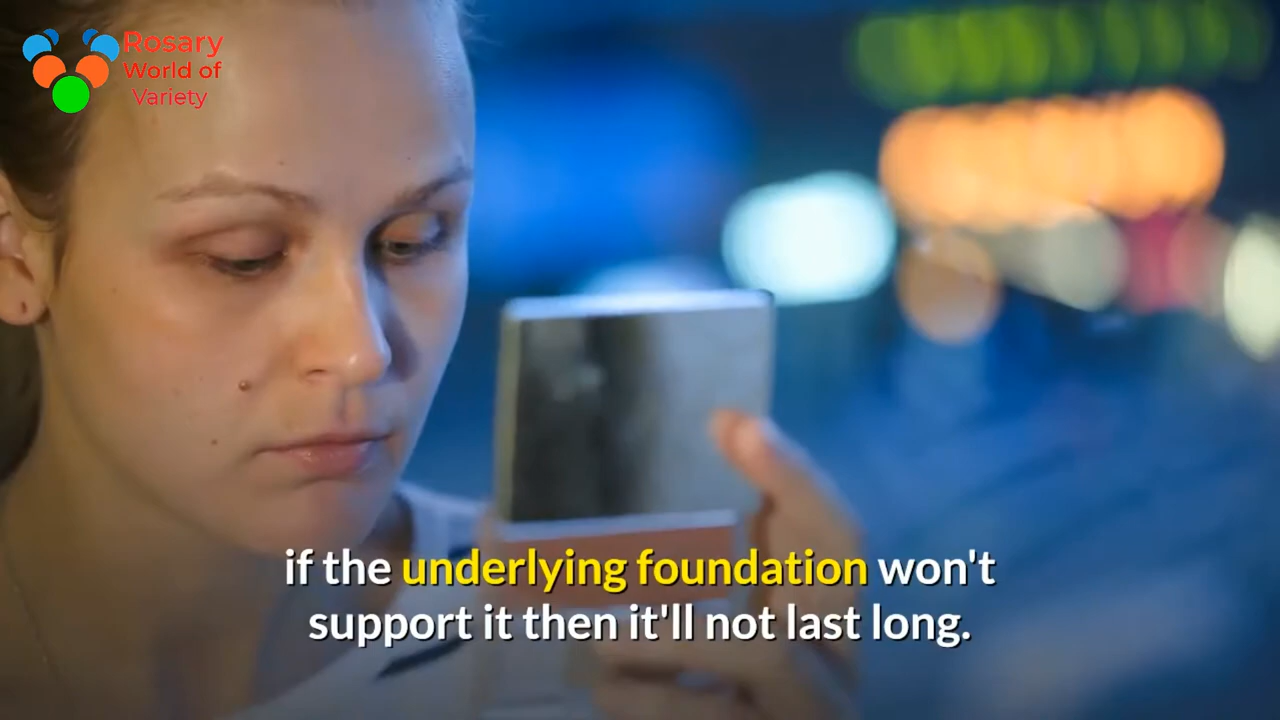 Rosary
World of
Variety
if the underlying foundation won't
support it then it'll not last long.